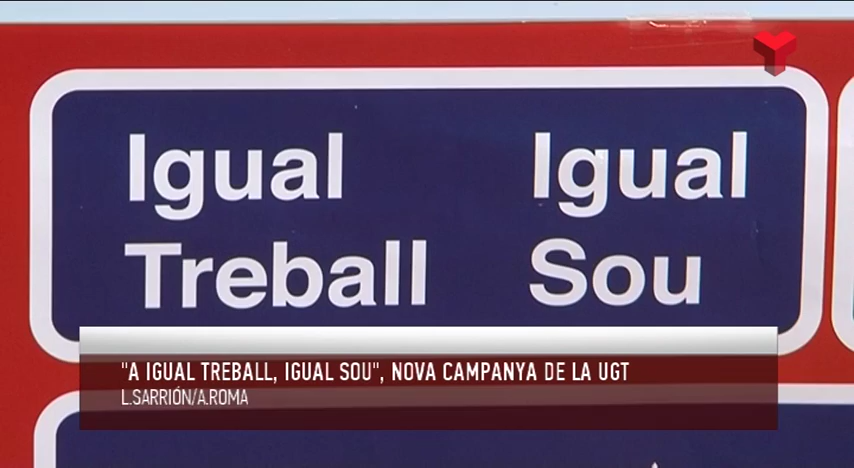 Igual Igual
Treball Sou
"A IGUAL TREBALL, IGUAL SOU", NOVA CAMPANYA DE LA UGT
L.SARRIÓN/A.ROMA